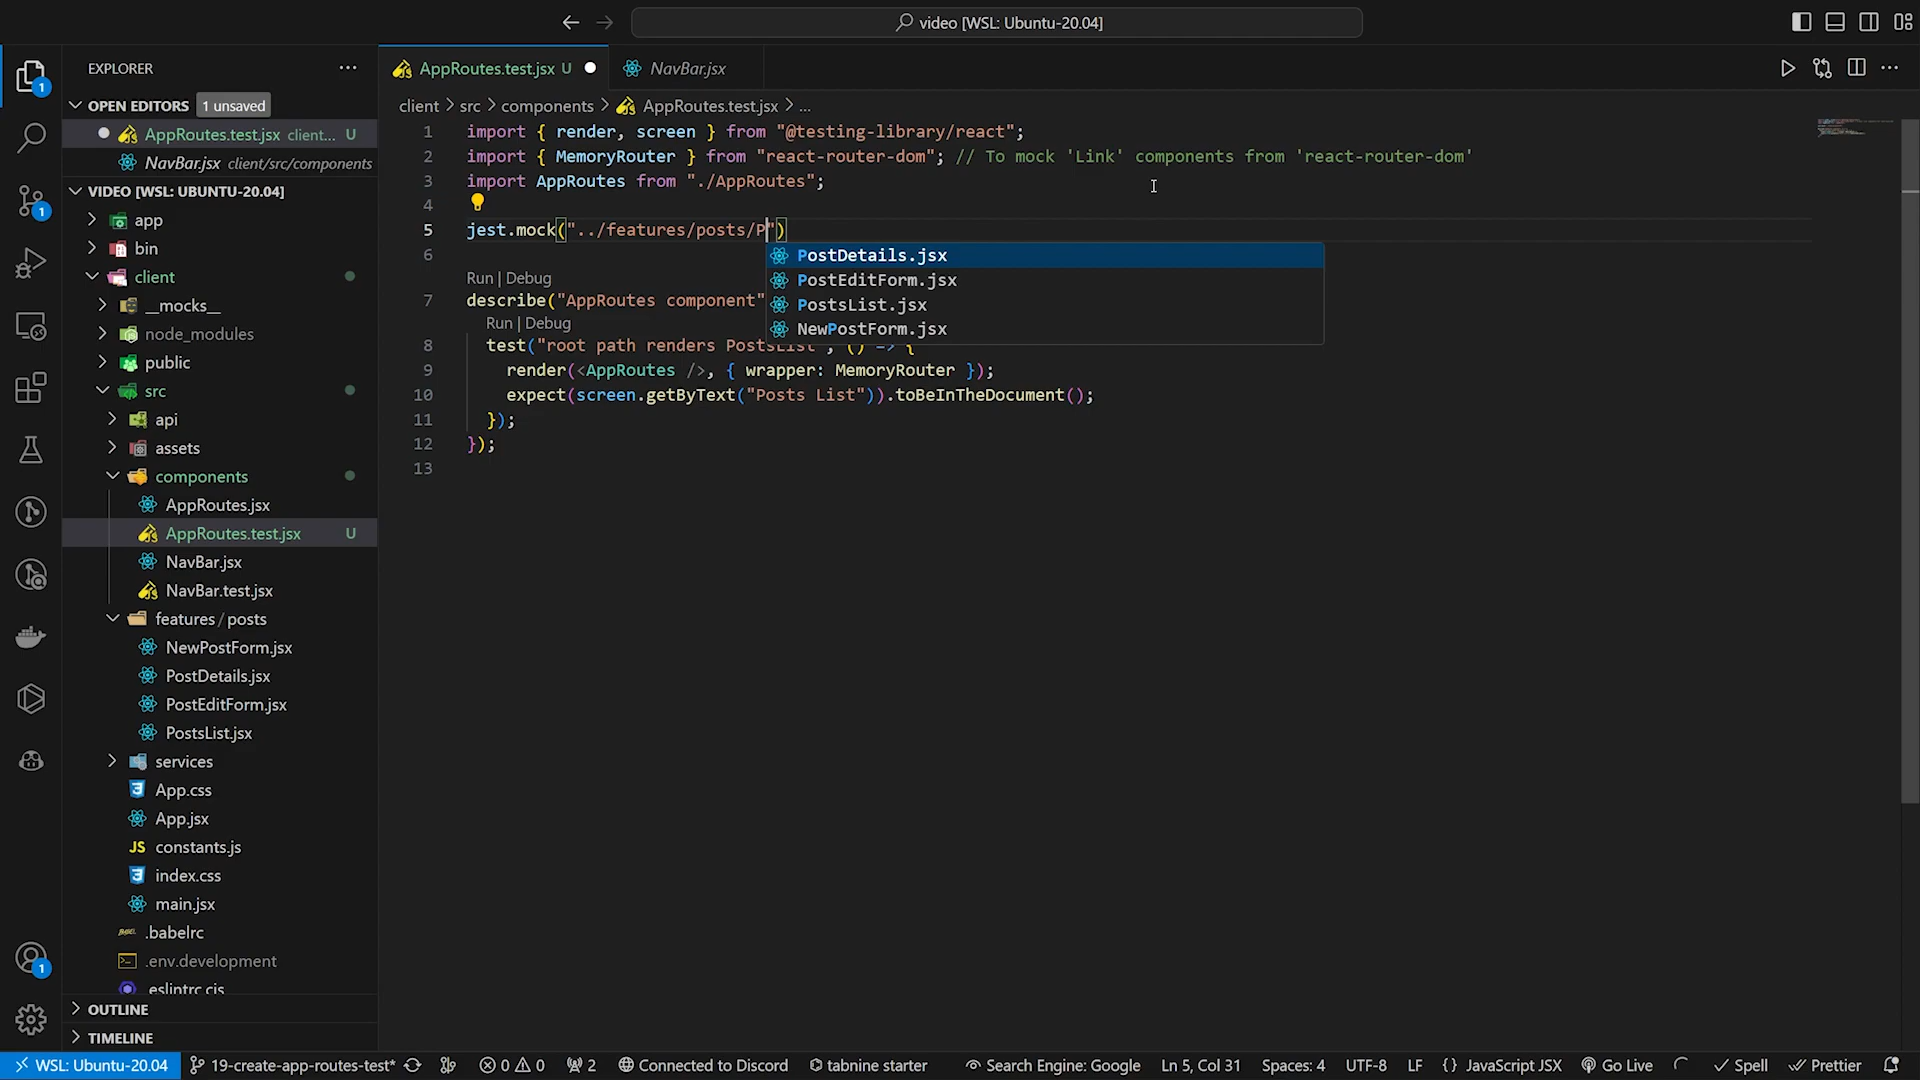 video [WSL: Ubuntu-20.04]
EXPLORER
AppRoutes.test.jsx U
NavBar.jsx
OPEN EDITORS 1 unsaved
AppRoutes.test.jsx client... U
NavBar.jsx client/src/components
VIDEO [WSL: UBUNTU-20.04]
app
bin
client
__mocks__
node_modules
public
src
api
assets
components
AppRoutes.jsx
AppRoutes.test.jsx U
NavBar.jsx
NavBar.test.jsx
features / posts
NewPostForm.jsx
PostDetails.jsx
PostEditForm.jsx
PostsList.jsx
services
App.css
App.jsx
constants.js
index.css
main.jsx
.babelrc
.env.development
.eslintrc.cjs
OUTLINE
TIMELINE
client > src > components > AppRoutes.test.jsx > ...
1 import { render, screen } from "@testing-library/react";
2 import { MemoryRouter } from "react-router-dom"; // To mock 'Link' components from 'react-router-dom'
3 import AppRoutes from "./AppRoutes";
4
5 jest.mock("../features/posts/P")
6
PostDetails.jsx
PostEditForm.jsx
PostsList.jsx
NewPostForm.jsx
Run | Debug
7 describe("AppRoutes component"
Run | Debug
8 test("root path renders PostsList", () => {
9 render(<AppRoutes />, { wrapper: MemoryRouter });
10 expect(screen.getByText("Posts List")).toBeInTheDocument();
11 });
12 });
13
WSL: Ubuntu-20.04 19-create-app-routes-test* 0 0 2 Connected to Discord tabnine starter Search Engine: Google Ln 5, Col 31 Spaces: 4 UTF-8 LF {} JavaScript JSX Go Live Spell Prettier